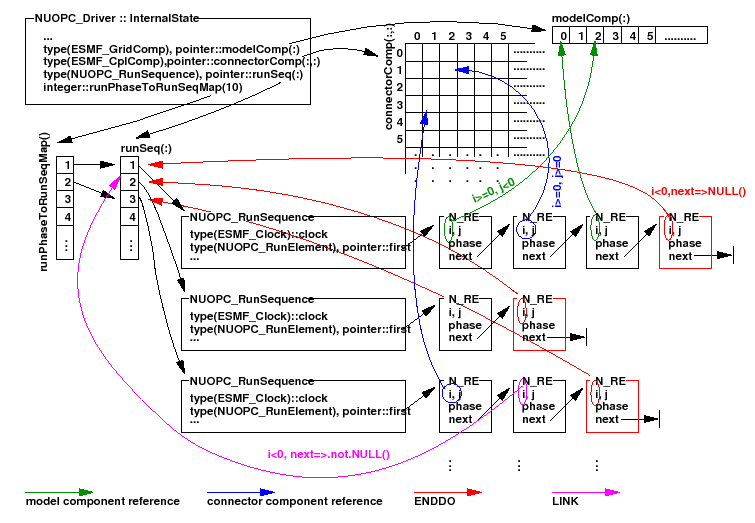 NUOPC_Driver :: InternalState
...
type(ESMF_GridComp), pointer::modelComp(:)
type(ESMF_CplComp),pointer::connectorComp(:,:)
type(NUOPC_RunSequence), pointer::runSeq(:)
integer::runPhaseToRunSeqMap(10)
modelComp(:)
0 1 2 3 4 5 ..........
connectorComp(:,:)
0 1 2 3 4 5
0
1
2
3
4
5
runPhaseToRunSeqMap()
1
2
3
4
runSeq(:)
1
2
3
4
i>=0, j<0
i>=0, j>=0
i<0,next=>NULL()
NUOPC_RunSequence
type(ESMF_Clock)::clock
type(NUOPC_RunElement), pointer::first
...
N_RE
i, j
phase
next
N_RE
i, j
phase
next
N_RE
i, j
phase
next
N_RE
i, j
phase
next
NUOPC_RunSequence
type(ESMF_Clock)::clock
type(NUOPC_RunElement), pointer::first
...
N_RE
i, j
phase
next
N_RE
i, j
phase
next
NUOPC_RunSequence
type(ESMF_Clock)::clock
type(NUOPC_RunElement), pointer::first
...
N_RE
i, j
phase
next
N_RE
i, j
phase
next
N_RE
i, j
phase
next
i<0, next=>.not.NULL()
model component reference
connector component reference
ENDDO
LINK